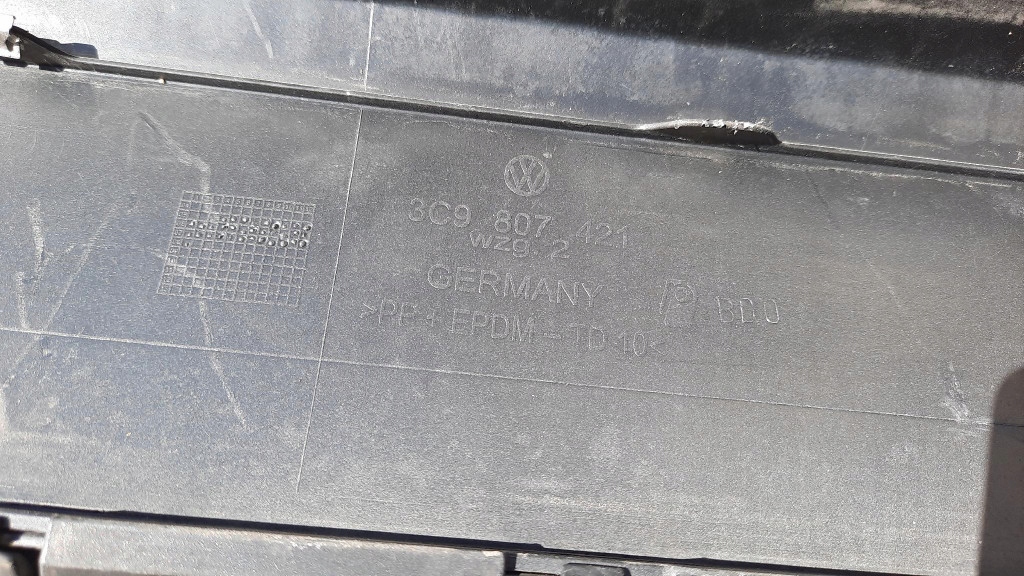 3C9 807 421
wzg. 2
GERMANY
>PP+EPDM-TD10<